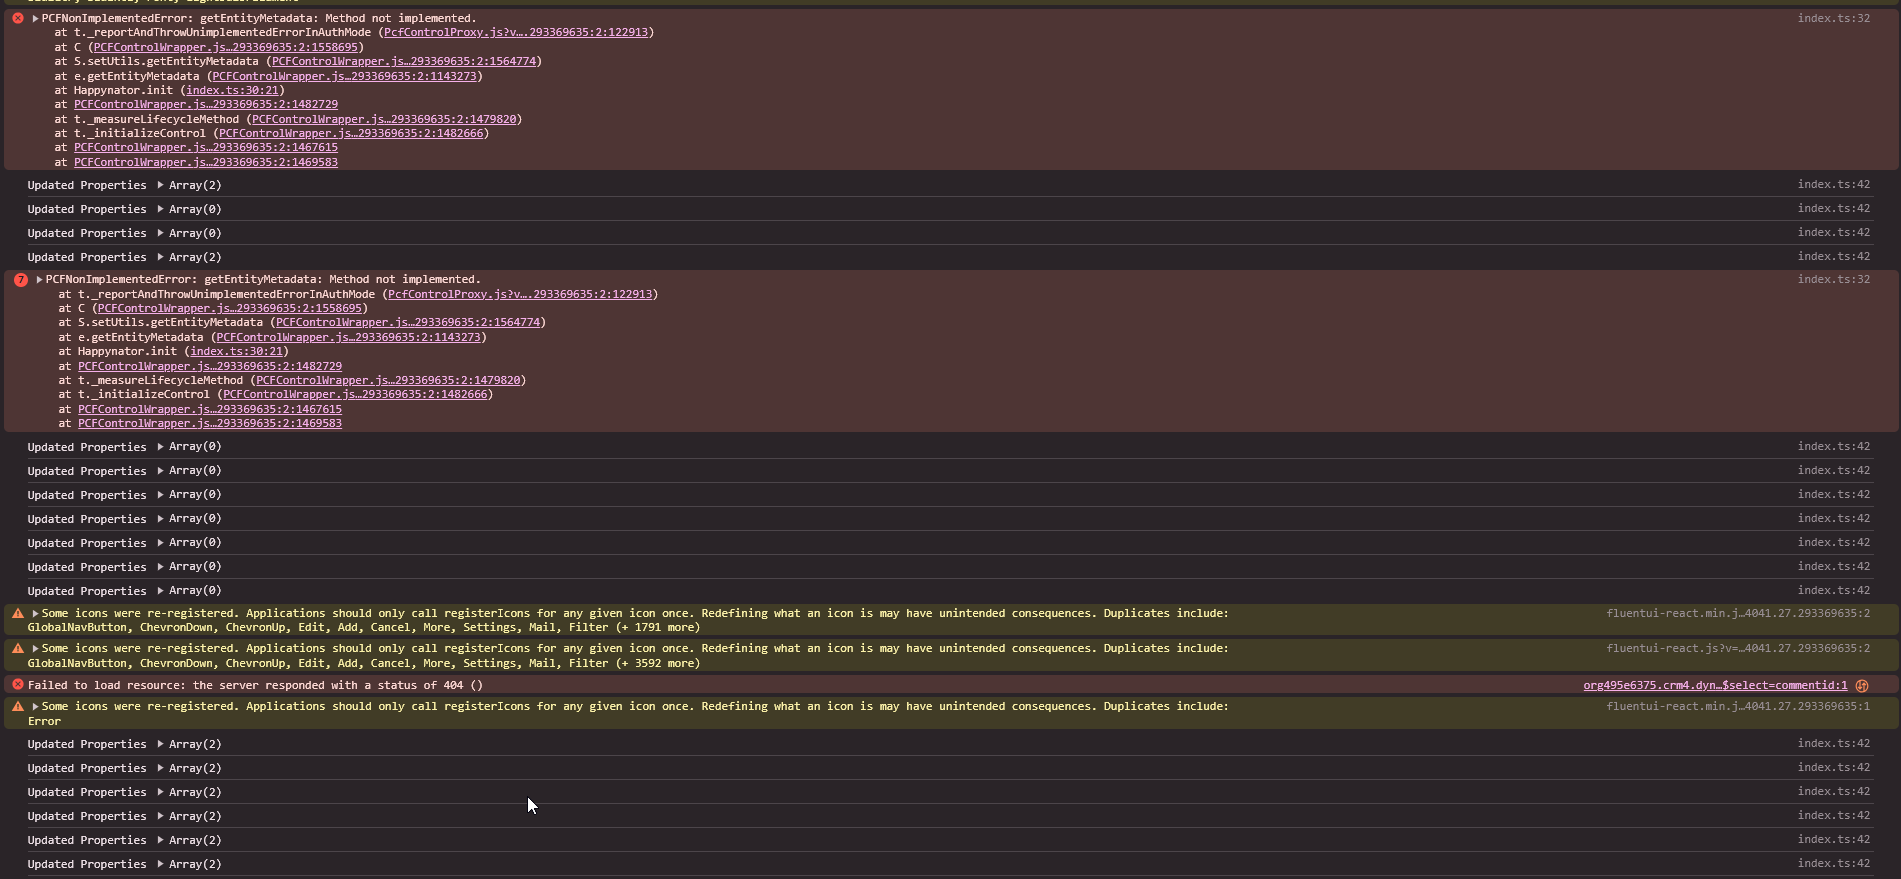 PCFNonImplementedError: getEntityMetadata: Method not implemented. index.ts:32
at t._reportAndThrowUnimplementedErrorInAuthMode (PcfControlProxy.js?v….293369635:2:122913)
at C (PCFControlWrapper.js…293369635:2:1558695)
at S.setUtils.getEntityMetadata (PCFControlWrapper.js…293369635:2:1564774)
at e.getEntityMetadata (PCFControlWrapper.js…293369635:2:1143273)
at Happynator.init (index.ts:30:21)
at PCFControlWrapper.js…293369635:2:1482729
at t._measureLifecycleMethod (PCFControlWrapper.js…293369635:2:1479820)
at t._initializeControl (PCFControlWrapper.js…293369635:2:1482666)
at PCFControlWrapper.js…293369635:2:1467615
at PCFControlWrapper.js…293369635:2:1469583
Updated Properties Array(2) index.ts:42
Updated Properties Array(0) index.ts:42
Updated Properties Array(0) index.ts:42
Updated Properties Array(2) index.ts:42
7 PCFNonImplementedError: getEntityMetadata: Method not implemented. index.ts:32
at t._reportAndThrowUnimplementedErrorInAuthMode (PcfControlProxy.js?v….293369635:2:122913)
at C (PCFControlWrapper.js…293369635:2:1558695)
at S.setUtils.getEntityMetadata (PCFControlWrapper.js…293369635:2:1564774)
at e.getEntityMetadata (PCFControlWrapper.js…293369635:2:1143273)
at Happynator.init (index.ts:30:21)
at PCFControlWrapper.js…293369635:2:1482729
at t._measureLifecycleMethod (PCFControlWrapper.js…293369635:2:1479820)
at t._initializeControl (PCFControlWrapper.js…293369635:2:1482666)
at PCFControlWrapper.js…293369635:2:1467615
at PCFControlWrapper.js…293369635:2:1469583
Updated Properties Array(0) index.ts:42
Updated Properties Array(0) index.ts:42
Updated Properties Array(0) index.ts:42
Updated Properties Array(0) index.ts:42
Updated Properties Array(0) index.ts:42
Updated Properties Array(0) index.ts:42
Updated Properties Array(0) index.ts:42
Some icons were re-registered. Applications should only call registerIcons for any given icon once. Redefining what an icon is may have unintended consequences. Duplicates include: fluentui-react.min.j…4041.27.293369635:2
GlobalNavButton, ChevronDown, ChevronUp, Edit, Add, Cancel, More, Settings, Mail, Filter (+ 1791 more)
Some icons were re-registered. Applications should only call registerIcons for any given icon once. Redefining what an icon is may have unintended consequences. Duplicates include: fluentui-react.js?v=…4041.27.293369635:2
GlobalNavButton, ChevronDown, ChevronUp, Edit, Add, Cancel, More, Settings, Mail, Filter (+ 3592 more)
Failed to load resource: the server responded with a status of 404 () org495e6375.crm4.dyn…$select=commentid:1
Some icons were re-registered. Applications should only call registerIcons for any given icon once. Redefining what an icon is may have unintended consequences. Duplicates include: fluentui-react.min.j…4041.27.293369635:1
Error
Updated Properties Array(2) index.ts:42
Updated Properties Array(2) index.ts:42
Updated Properties Array(2) index.ts:42
Updated Properties Array(2) index.ts:42
Updated Properties Array(2) index.ts:42
Updated Properties Array(2) index.ts:42